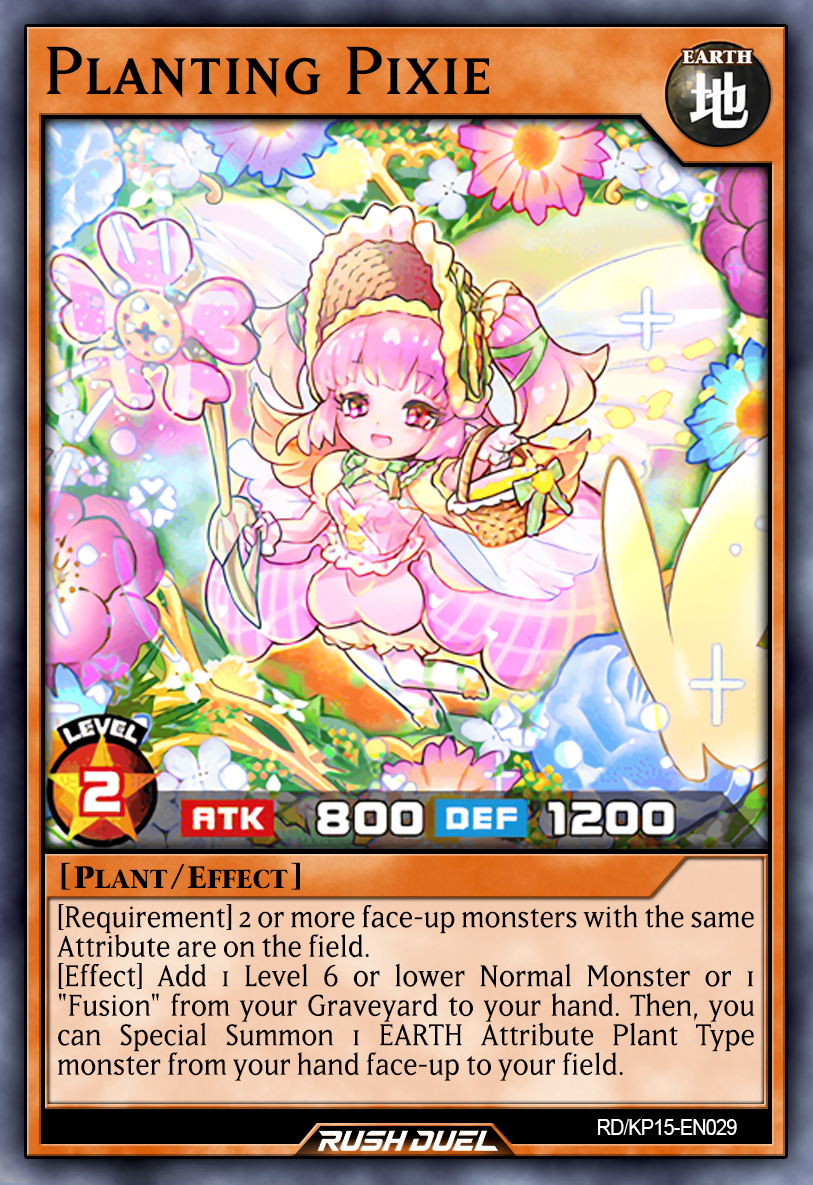 Planting Pixie
EARTH
地
LEVEL
2
ATK 800 DEF 1200
[Plant/Effect]
[Requirement] 2 or more face-up monsters with the same
Attribute are on the field.
[Effect] Add 1 Level 6 or lower Normal Monster or 1
"Fusion" from your Graveyard to your hand. Then, you
can Special Summon 1 EARTH Attribute Plant Type
monster from your hand face-up to your field.
RD/KP15-EN029
RUSH DUEL